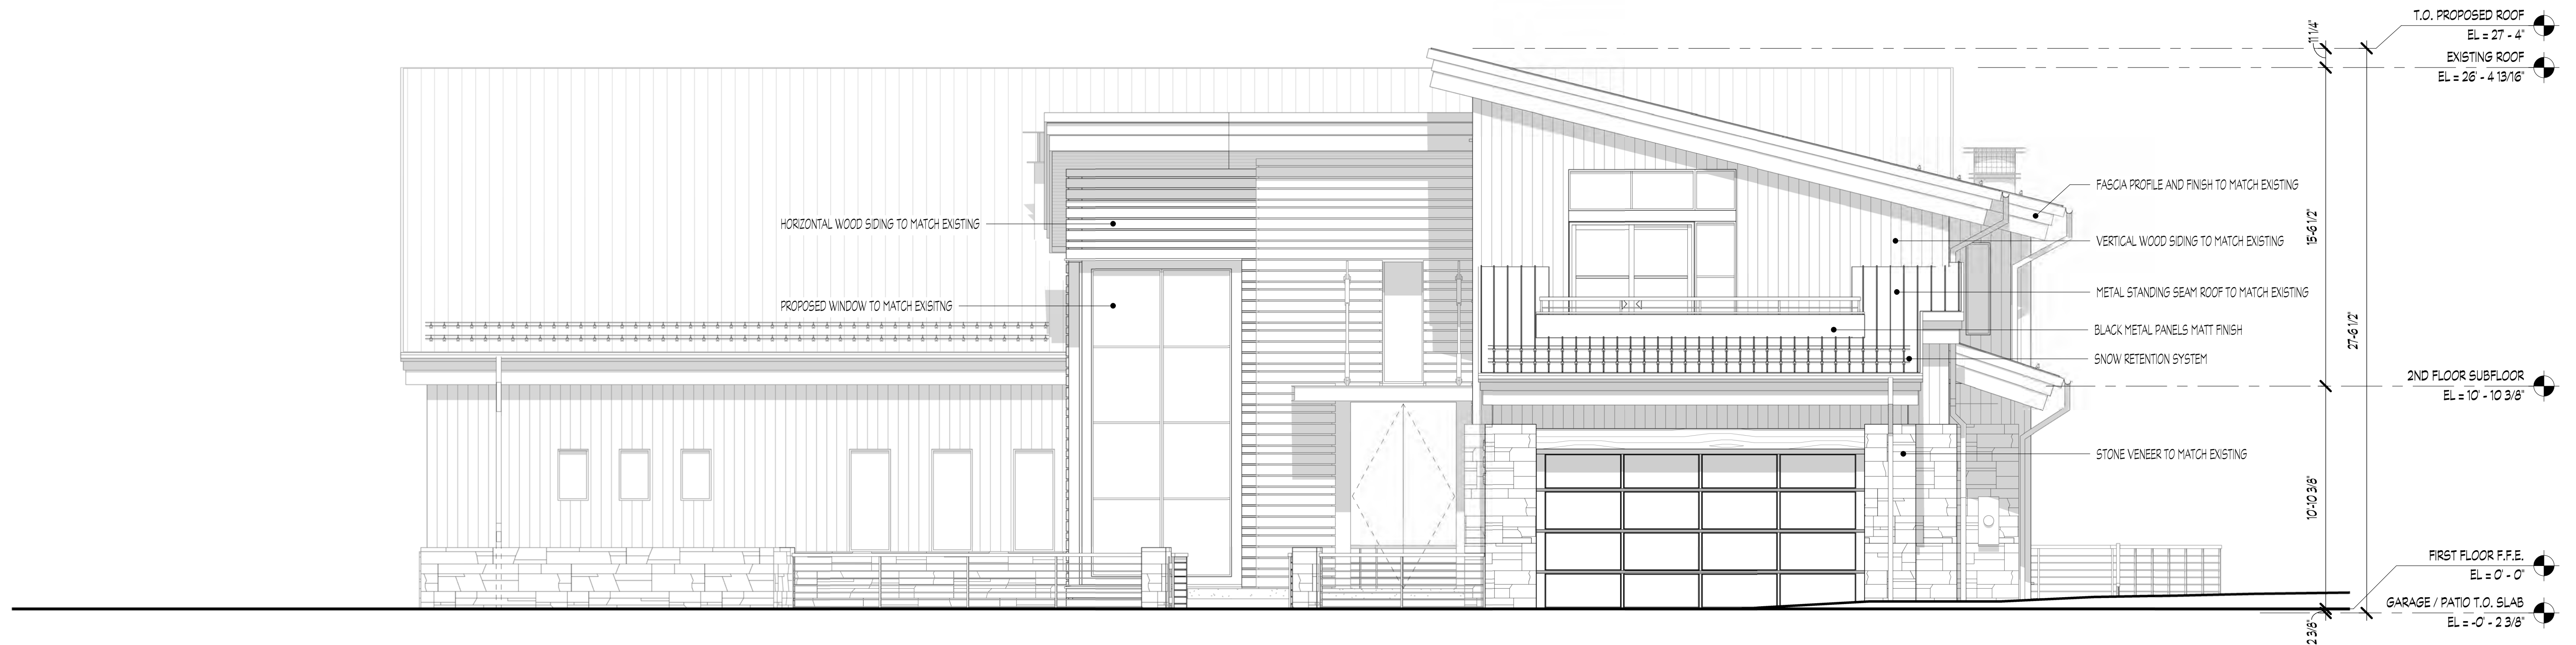 T.O. PROPOSED ROOF
EL = 27 - 4"
11 1/4"
EXISTING ROOF
EL = 26' - 4 13/16"
FASCIA PROFILE AND FINISH TO MATCH EXISTING
HORIZONTAL WOOD SIDING TO MATCH EXISTING
VERTICAL WOOD SIDING TO MATCH EXISTING
15'-6 1/2"
METAL STANDING SEAM ROOF TO MATCH EXISTING
PROPOSED WINDOW TO MATCH EXISITNG
BLACK METAL PANELS MATT FINISH
27'-6 1/2"
SNOW RETENTION SYSTEM
2ND FLOOR SUBFLOOR
EL = 10' - 10 3/8"
STONE VENEER TO MATCH EXISTING
10'-10 3/8"
FIRST FLOOR F.F.E.
EL = 0' - 0"
GARAGE / PATIO T.O. SLAB
EL = -0' - 2 3/8"
2 3/8"